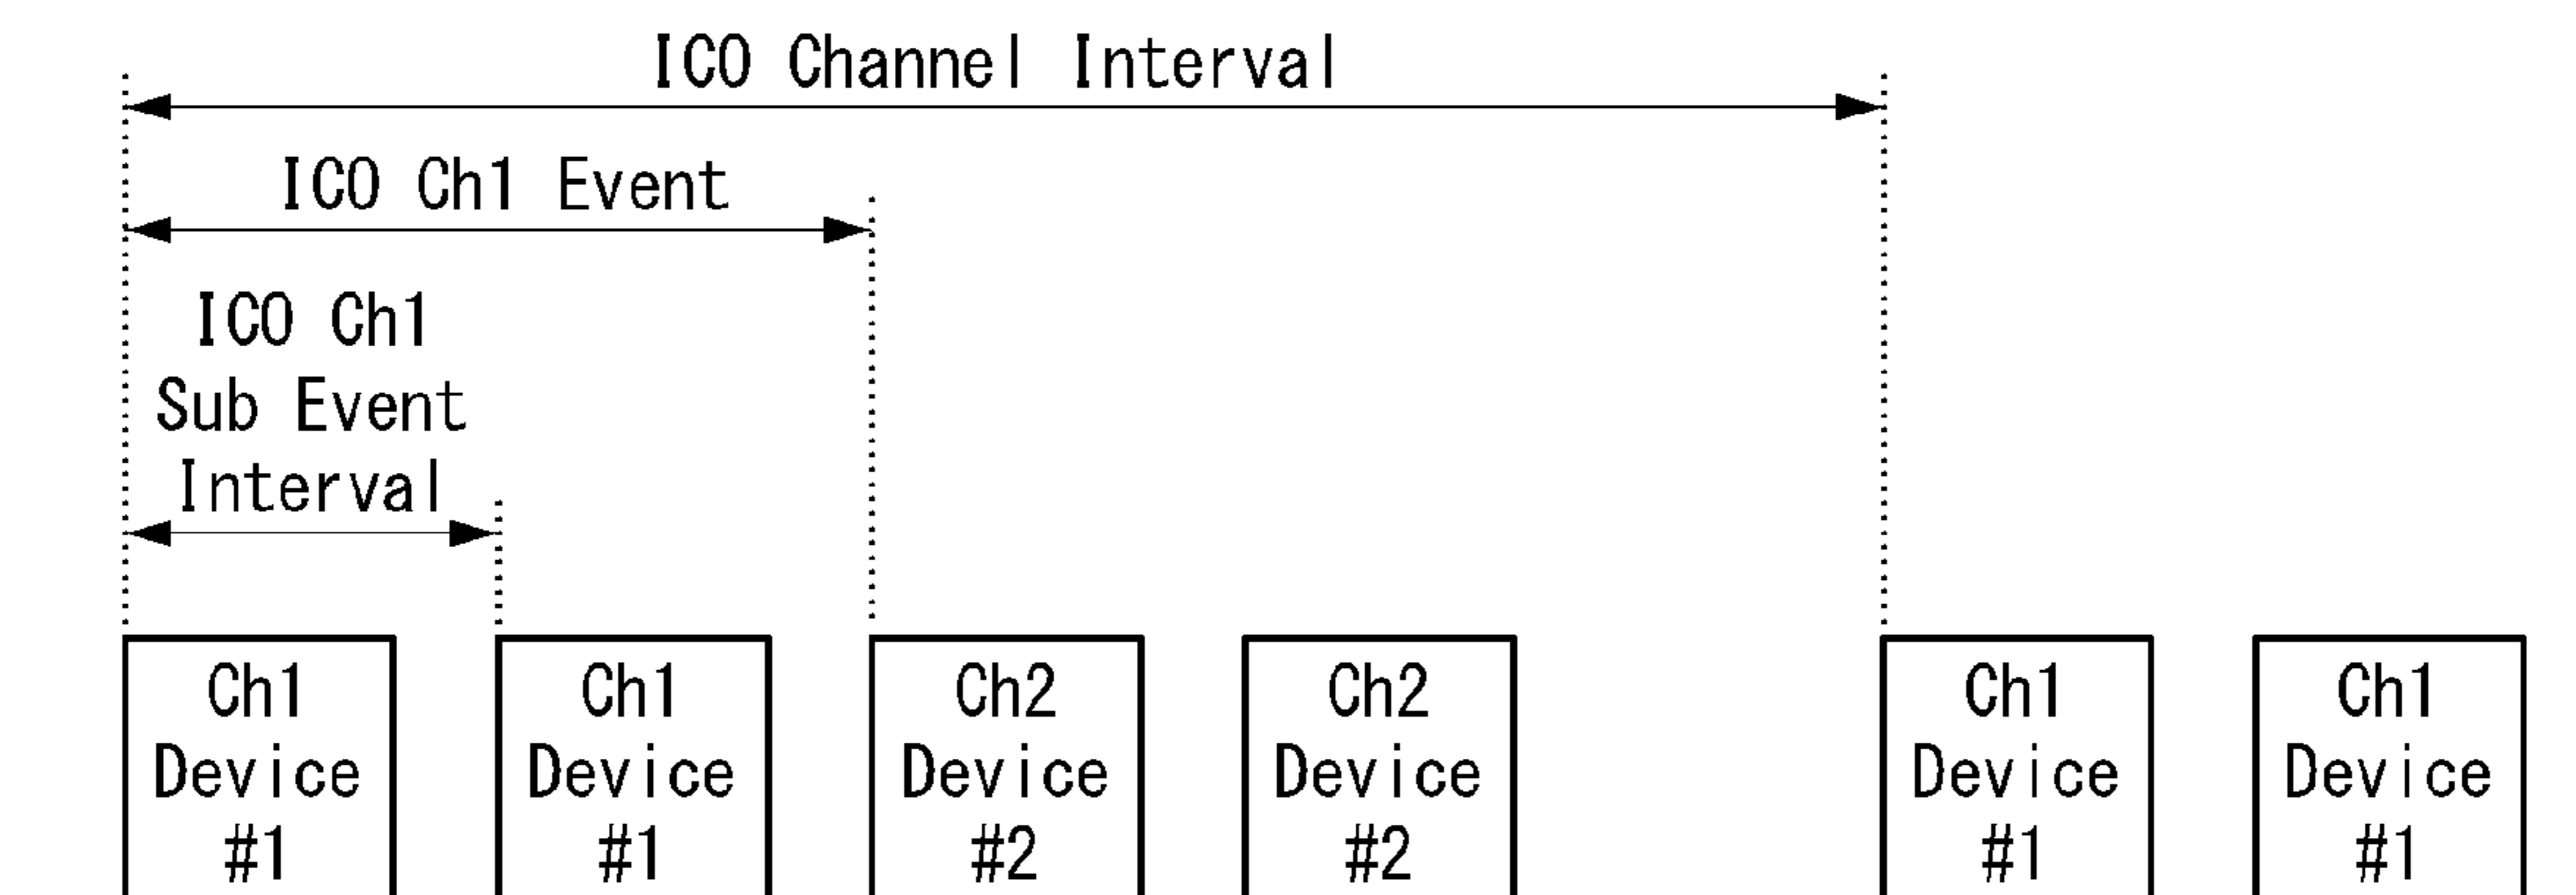 ICO Channel Interval
ICO Ch1 Event
ICO Ch1
Sub Event
Interval
Ch1
Device
#1
Ch1
Device
#1
Ch2
Device
#2
Ch2
Device
#2
Ch1
Device
#1
Ch1
Device
#1